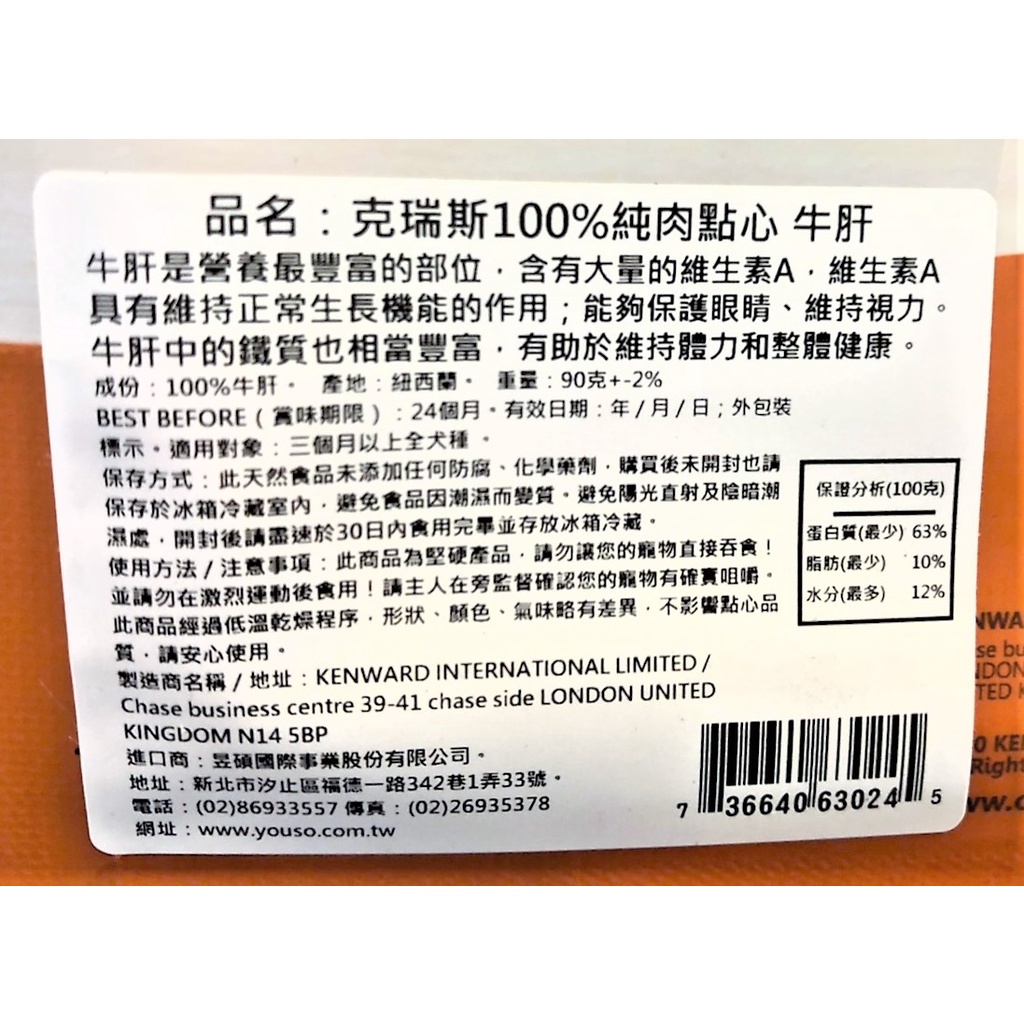 品名：克瑞斯100%純肉點心 牛肝
牛肝是營養最豐富的部位，含有大量的維生素A，維生素A
具有維持正常生長機能的作用；能夠保護眼睛、維持視力。
牛肝中的鐵質也相當豐富，有助於維持體力和整體健康。
成份：100%牛肝。 產地：紐西蘭。 重量：90克+-2%
BEST BEFORE（賞味期限）：24個月。有效日期：年/月/日；外包裝
標示。適用對象：三個月以上全犬種。
保存方式：此天然食品未添加任何防腐、化學藥劑，購買後未開封也請
保存於冰箱冷藏室內，避免食品因潮濕而變質。避免陽光直射及陰暗潮
濕處，開封後請盡速於30日內食用完畢並存放冰箱冷藏。
使用方法/注意事項：此商品為堅硬產品，請勿讓您的寵物直接吞食！
並請勿在激烈運動後食用！請主人在旁監督確認您的寵物有確實咀嚼。
此商品經過低溫乾燥程序，形狀、顏色、氣味略有差異，不影響點心品
質，請安心使用。
製造商名稱/地址：KENWARD INTERNATIONAL LIMITED /
Chase business centre 39-41 chase side LONDON UNITED
KINGDOM N14 5BP
進口商：昱碩國際事業股份有限公司。
地址：新北市汐止區福德一路342巷1弄33號。
電話：(02)86933557 傳真：(02)26935378
網址：www.youso.com.tw
保證分析(100克)
蛋白質(最少) 63%
脂肪(最少) 10%
水分(最多) 12%
7 36640 63024 5